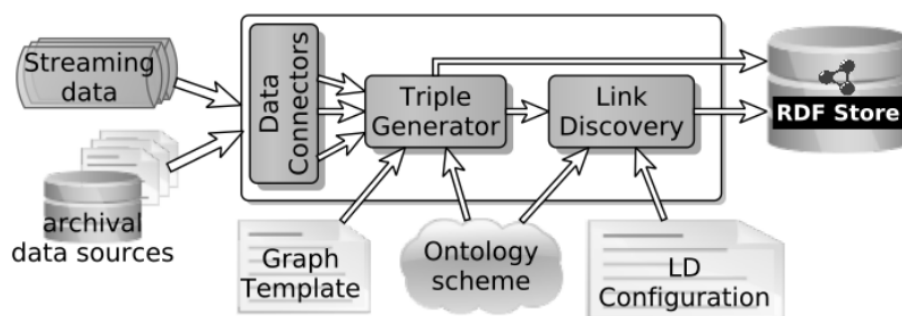 Streaming
data
archival
data sources
Data
Connectors
Triple
Generator
Link
Discovery
RDF Store
Graph
Template
Ontology
scheme
LD
Configuration